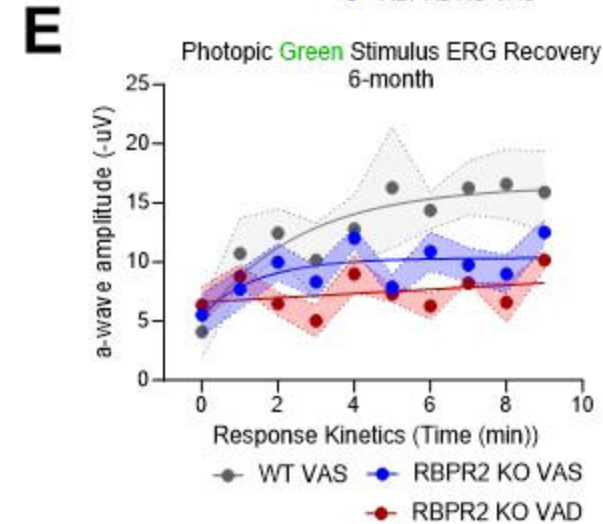 E
Photopic Green Stimulus ERG Recovery
6-month
a-wave amplitude (-uV)
25
20
15
10
5
0
0 2 4 6 8 10
Response Kinetics (Time (min))
WT VAS RBPR2 KO VAS
RBPR2 KO VAD